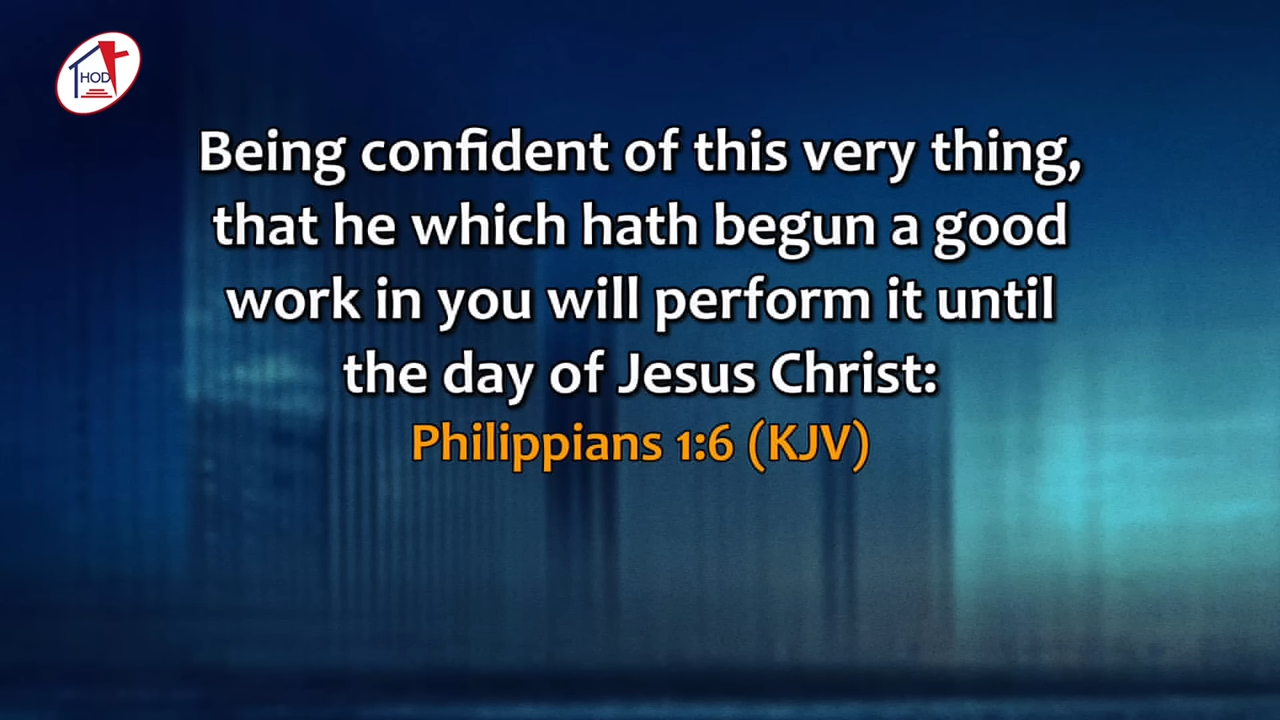 HOD
Being confident of this very thing,
that he which hath begun a good
work in you will perform it until
the day of Jesus Christ:
Philippians 1:6 (KJV)